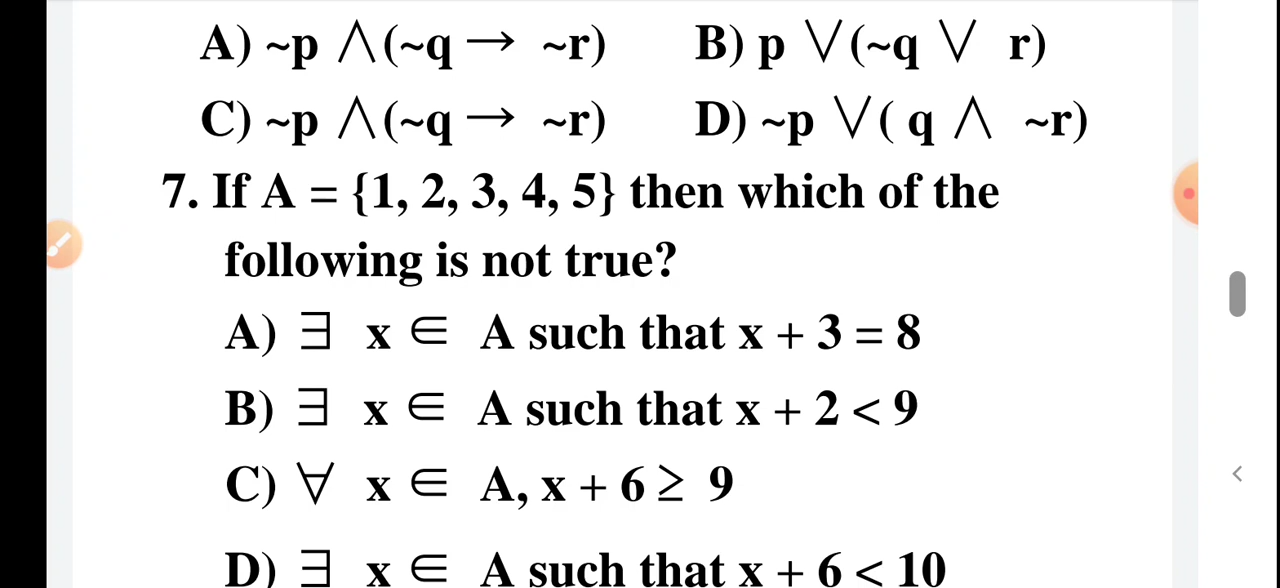 A) ~p ∧(~q → ~r) B) p ∨(~q ∨ r)
C) ~p ∧(~q → ~r) D) ~p ∨( q ∧ ~r)
7. If A = {1, 2, 3, 4, 5} then which of the
following is not true?
A) ∃ x ∈ A such that x + 3 = 8
B) ∃ x ∈ A such that x + 2 < 9
C) ∀ x ∈ A, x + 6 ≥ 9
D) ∃ x ∈ A such that x + 6 < 10